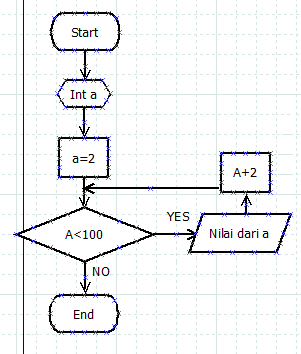 Start
Int a
a=2
A+2
YES
A<100
Nilai dari a
NO
End